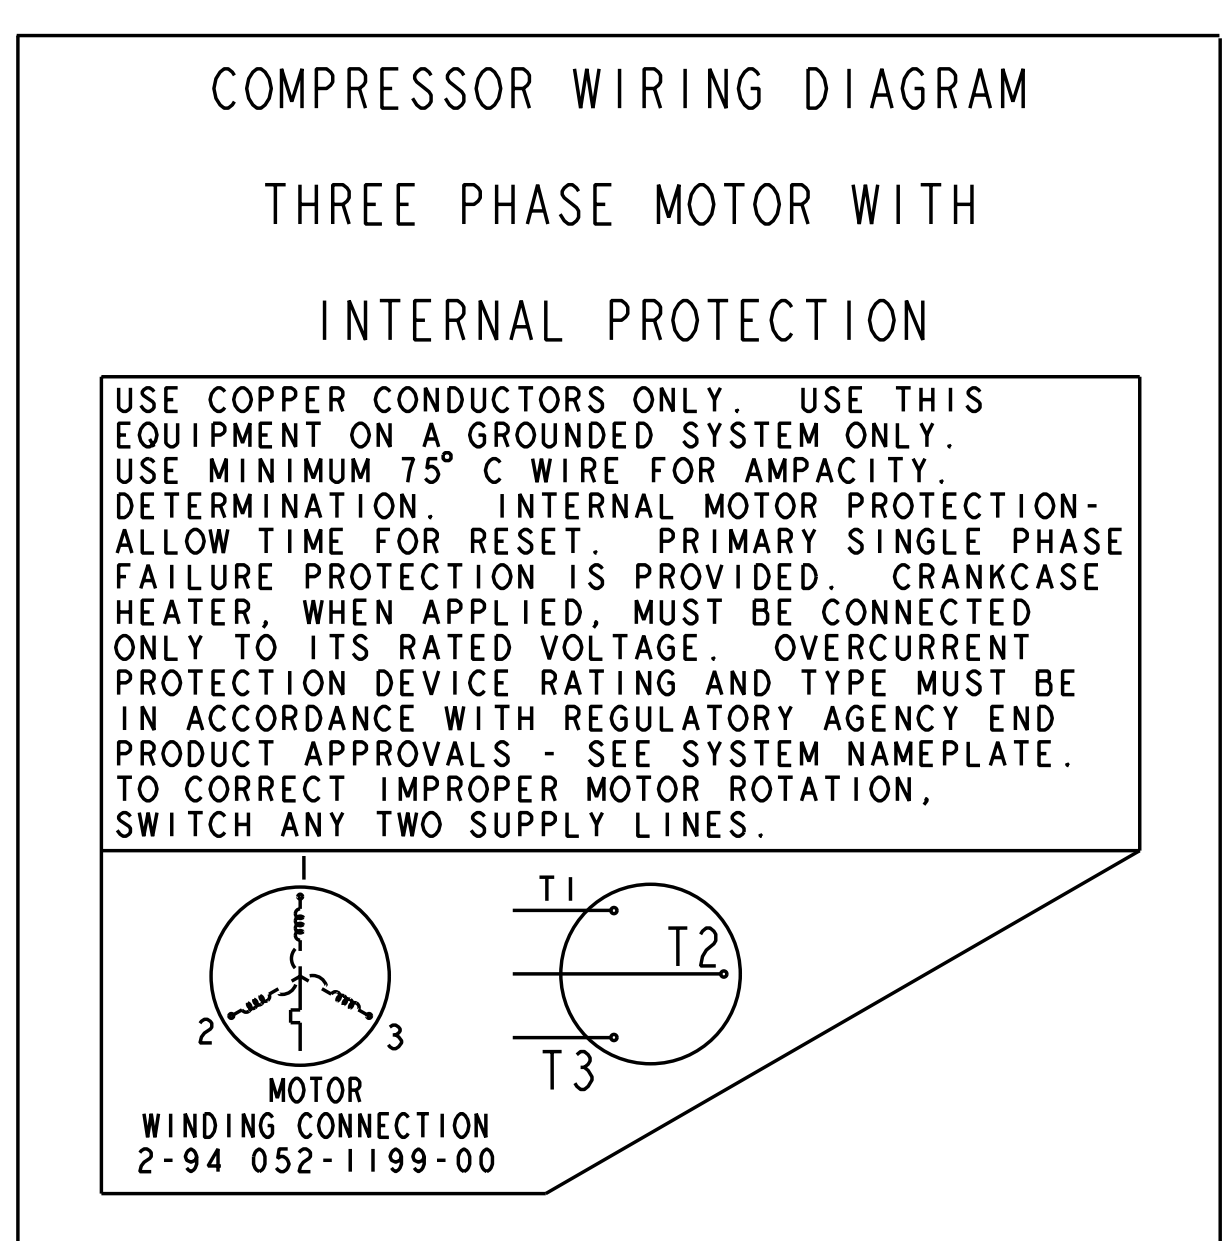 COMPRESSOR WIRING DIAGRAM
THREE PHASE MOTOR WITH
INTERNAL PROTECTION
USE COPPER CONDUCTORS ONLY. USE THIS
EQUIPMENT ON A GROUNDED SYSTEM ONLY.
USE MINIMUM 75° C WIRE FOR AMPACITY.
DETERMINATION. INTERNAL MOTOR PROTECTION-
ALLOW TIME FOR RESET. PRIMARY SINGLE PHASE
FAILURE PROTECTION IS PROVIDED. CRANKCASE
HEATER, WHEN APPLIED, MUST BE CONNECTED
ONLY TO ITS RATED VOLTAGE. OVERCURRENT
PROTECTION DEVICE RATING AND TYPE MUST BE
IN ACCORDANCE WITH REGULATORY AGENCY END
PRODUCT APPROVALS - SEE SYSTEM NAMEPLATE.
TO CORRECT IMPROPER MOTOR ROTATION,
SWITCH ANY TWO SUPPLY LINES.
1
2
3
MOTOR
WINDING CONNECTION
2-94 052-1199-00
T1
T2
T3